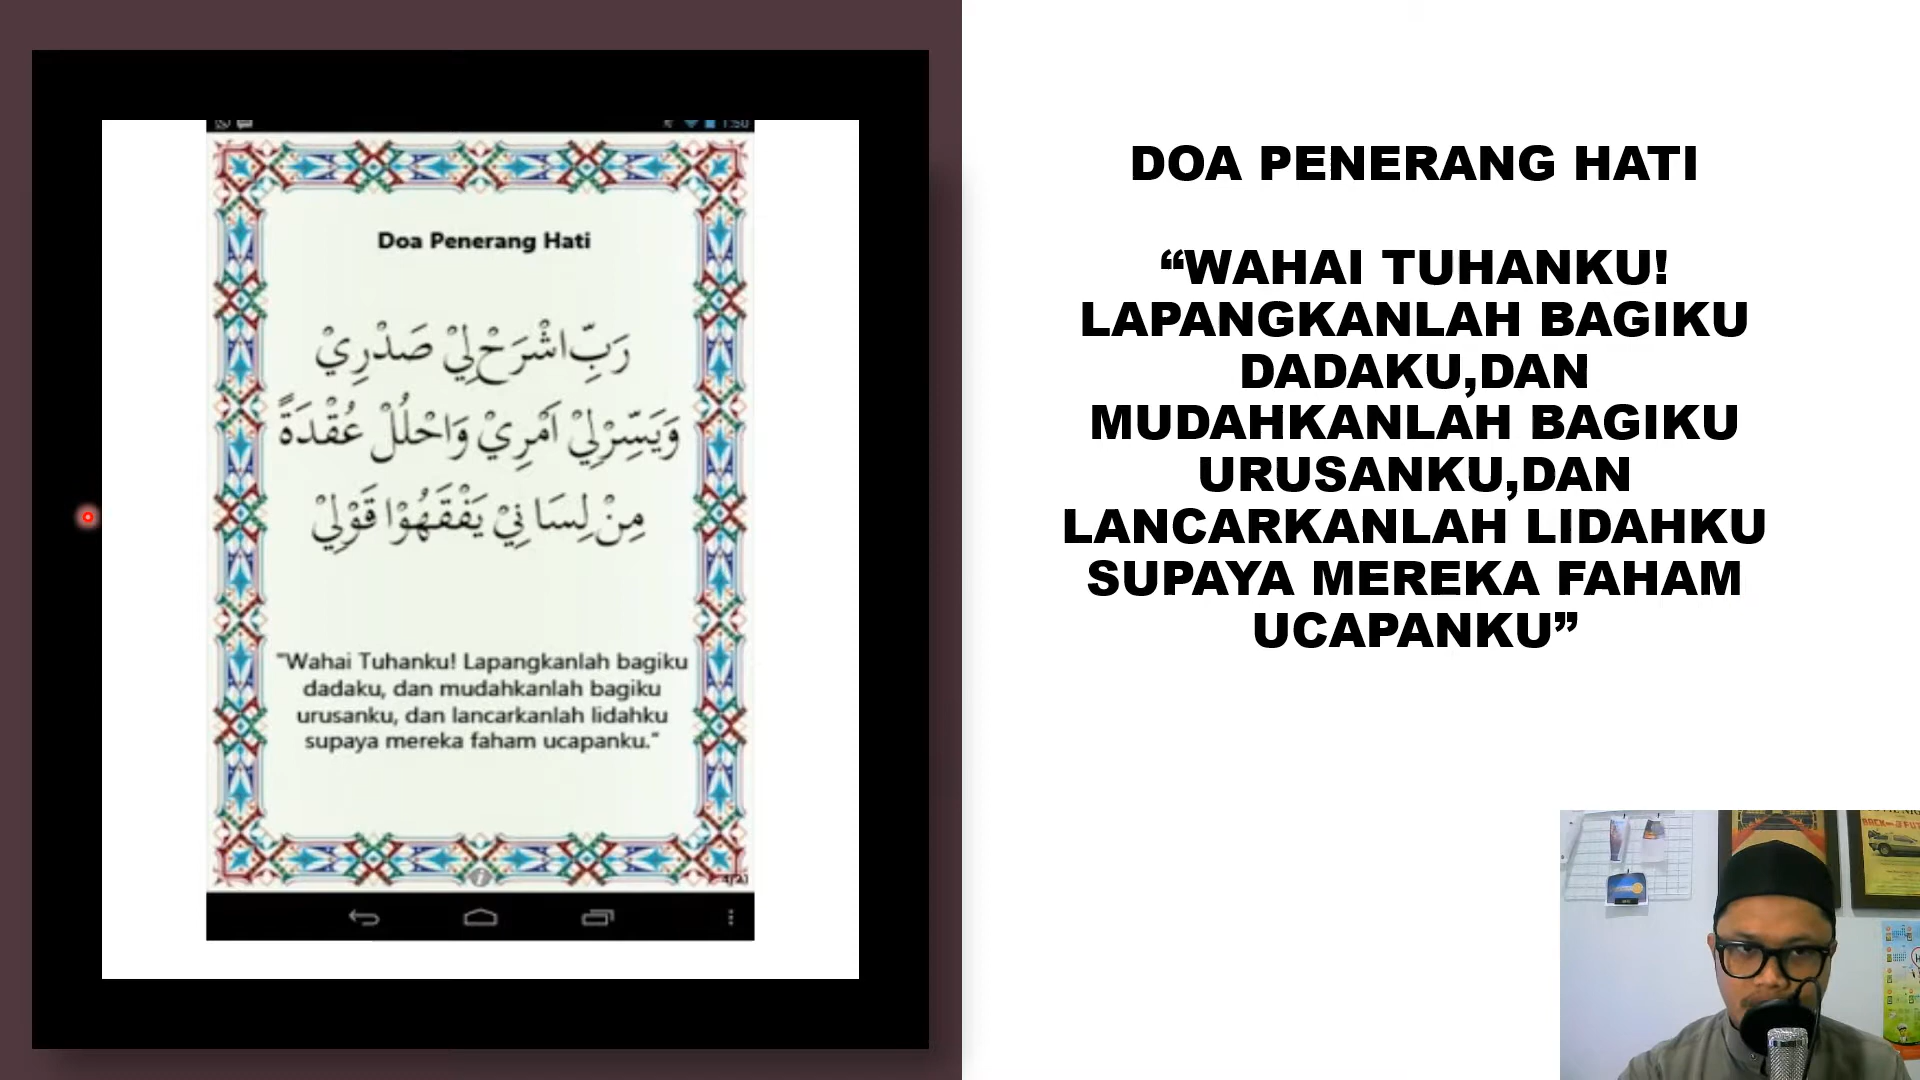 1:50
Doa Penerang Hati
رَبِّ اشْرَحْ لِيْ صَدْرِيْ
وَيَسِّرْ لِيْ اَمْرِيْ وَاحْلُلْ عُقْدَةً
مِنْ لِسَانِيْ يَفْقَهُوْا قَوْلِيْ
"Wahai Tuhanku! Lapangkanlah bagiku
dadaku, dan mudahkanlah bagiku
urusanku, dan lancarkanlah lidahku
supaya mereka faham ucapanku."
DOA PENERANG HATI
“WAHAI TUHANKU!
LAPANGKANLAH BAGIKU
DADAKU,DAN
MUDAHKANLAH BAGIKU
URUSANKU,DAN
LANCARKANLAH LIDAHKU
SUPAYA MEREKA FAHAM
UCAPANKU”